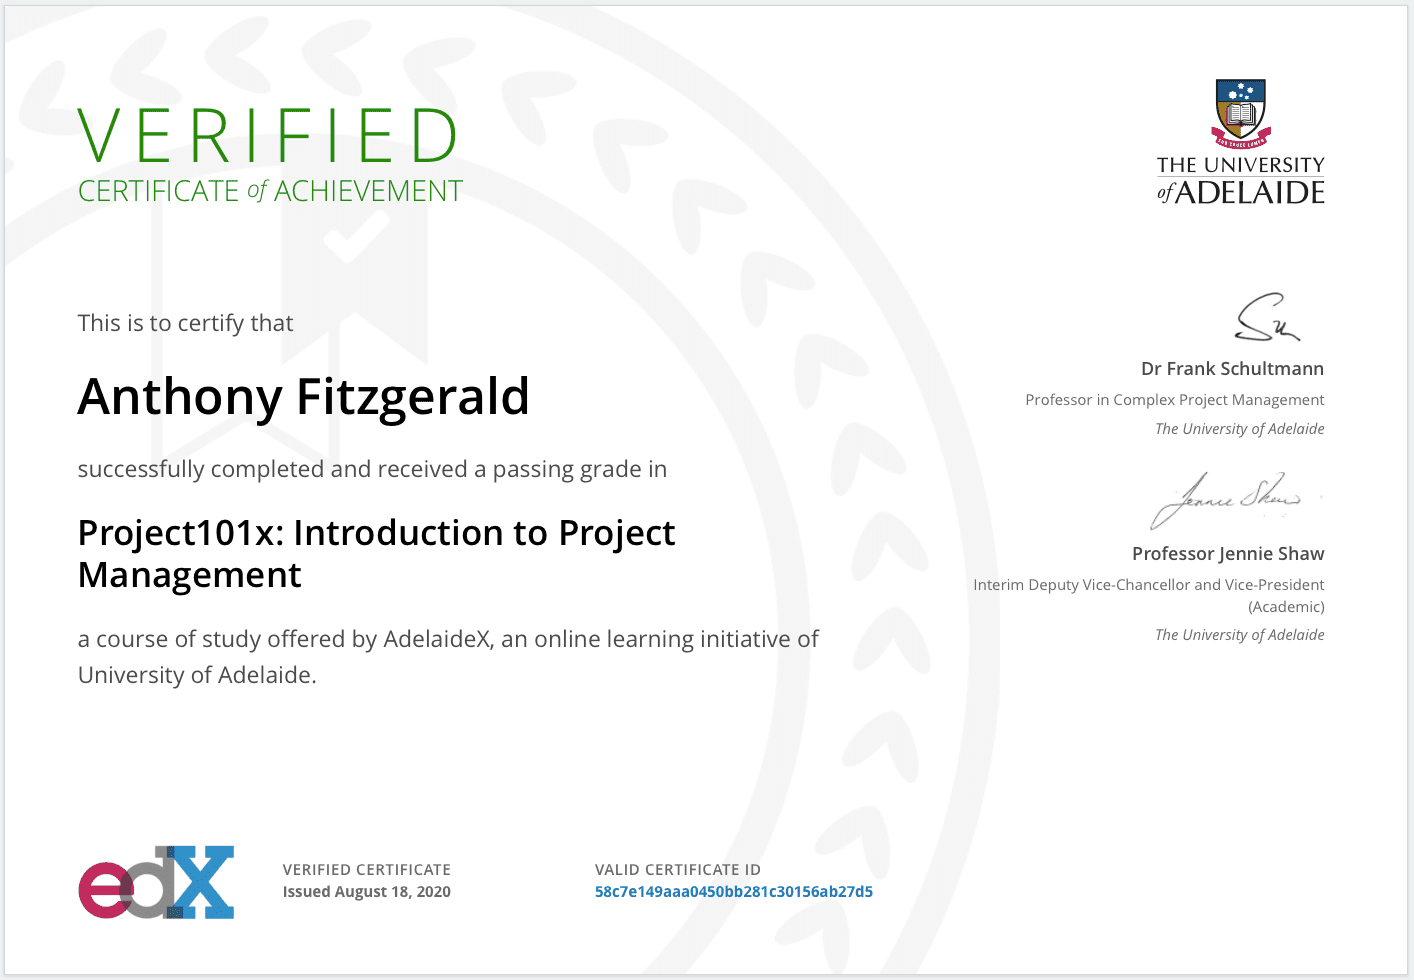 VERIFIED
CERTIFICATE of ACHIEVEMENT
THE UNIVERSITY
of ADELAIDE
This is to certify that
Anthony Fitzgerald
successfully completed and received a passing grade in
Project101x: Introduction to Project
Management
a course of study offered by AdelaideX, an online learning initiative of
University of Adelaide.
Dr Frank Schultmann
Professor in Complex Project Management
The University of Adelaide
Jennie Shaw
Professor Jennie Shaw
Interim Deputy Vice-Chancellor and Vice-President
(Academic)
The University of Adelaide
edX
VERIFIED CERTIFICATE
Issued August 18, 2020
VALID CERTIFICATE ID
58c7e149aaa0450bb281c30156ab27d5